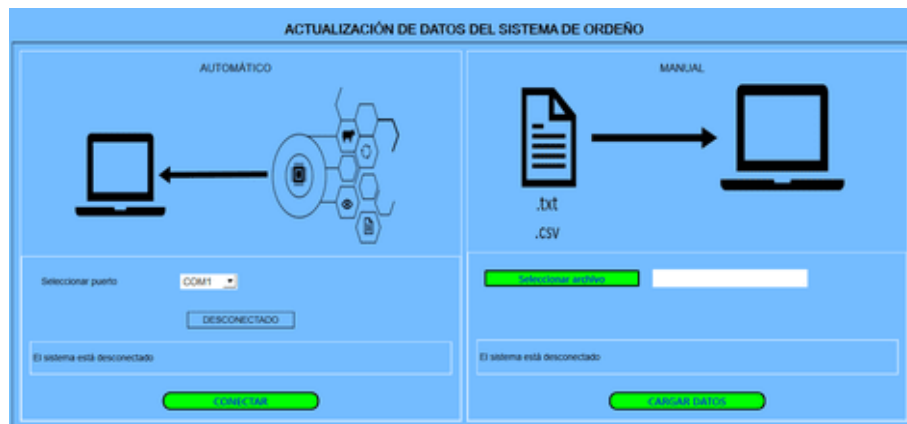 ACTUALIZACIÓN DE DATOS DEL SISTEMA DE ORDEÑO
AUTOMÁTICO
Seleccionar puerto
COM1
DESCONECTADO
El sistema está desconectado
CONECTAR
MANUAL
.txt
.csv
Seleccionar archivo
El sistema está desconectado
CARGAR DATOS